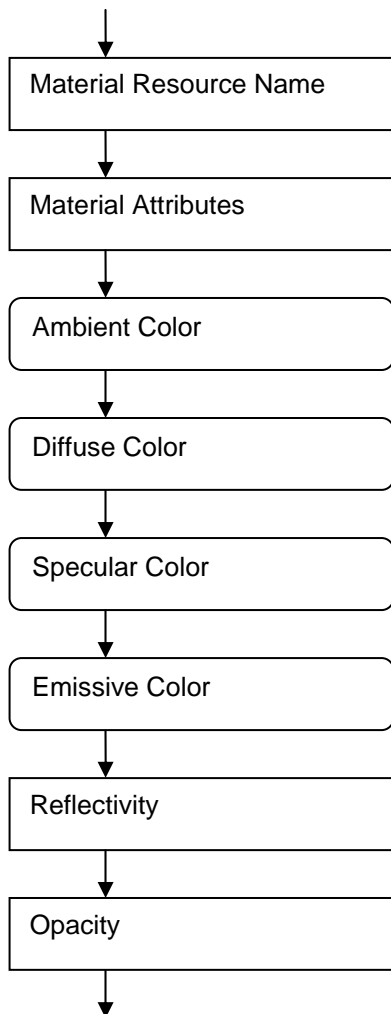 Material Resource Name
Material Attributes
Ambient Color
Diffuse Color
Specular Color
Emissive Color
Reflectivity
Opacity